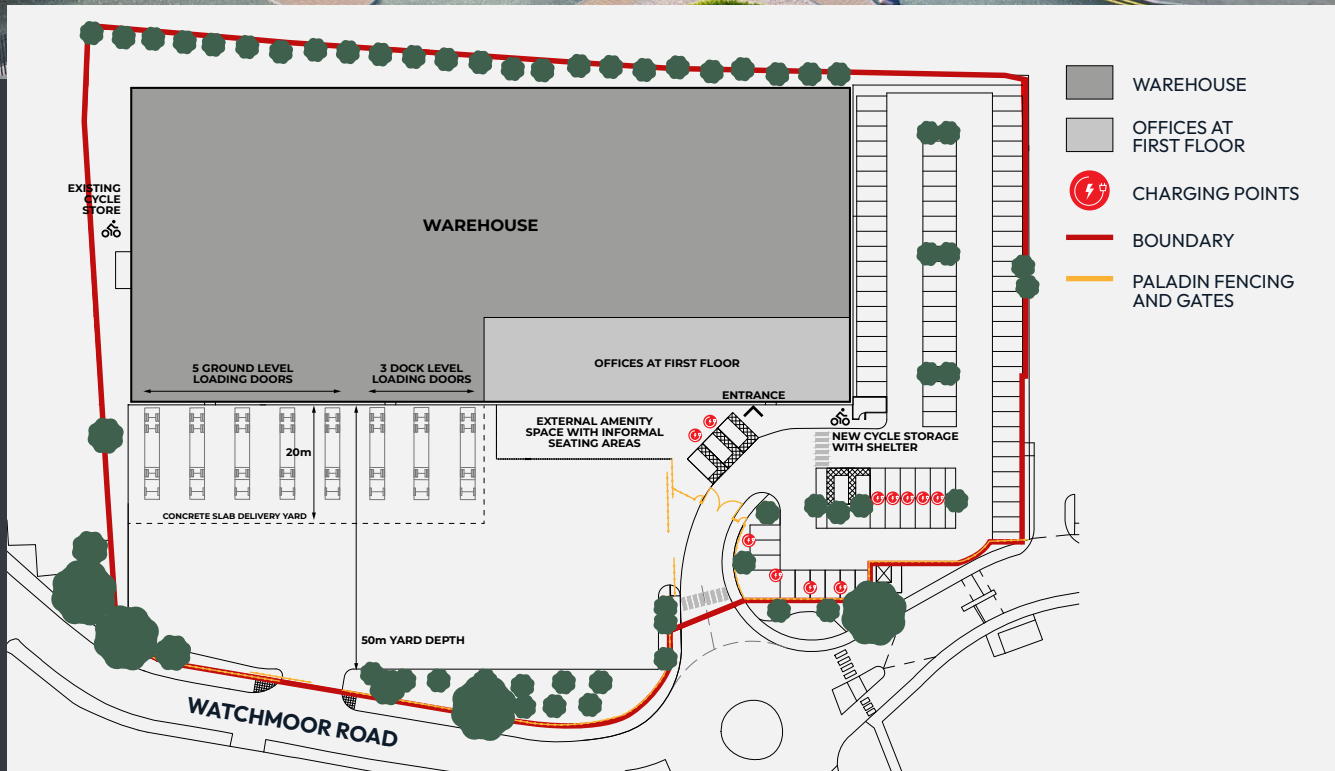 WAREHOUSE
OFFICES AT
FIRST FLOOR
CHARGING POINTS
BOUNDARY
PALADIN FENCING
AND GATES
EXISTING
CYCLE
STORE
WAREHOUSE
5 GROUND LEVEL
LOADING DOORS
3 DOCK LEVEL
LOADING DOORS
OFFICES AT FIRST FLOOR
ENTRANCE
EXTERNAL AMENITY
SPACE WITH INFORMAL
SEATING AREAS
NEW CYCLE STORAGE
WITH SHELTER
20m
CONCRETE SLAB DELIVERY YARD
50m YARD DEPTH
WATCHMOOR ROAD